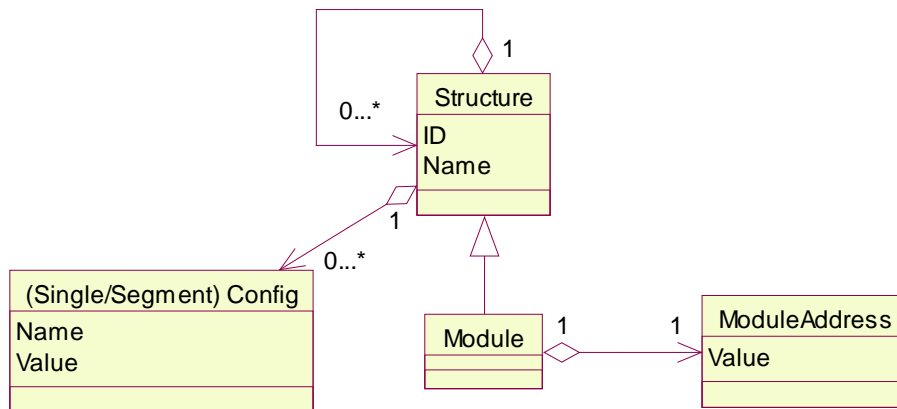 1
Structure
0...*
ID
Name
1
0...*
(Single/Segment) Config
Name
Value
Module
1
1
ModuleAddress
Value